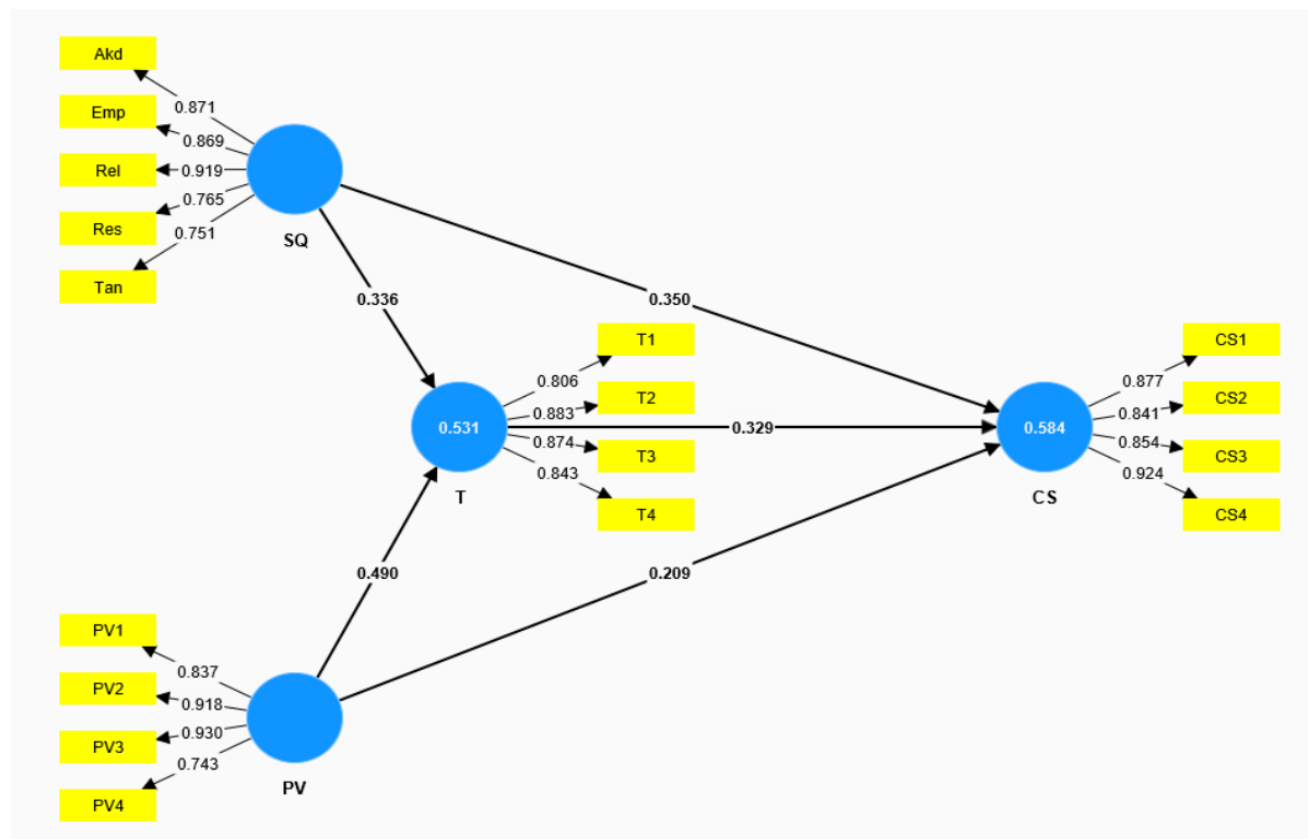 Akd
0.871
Emp
0.869
Rel
0.919
Res
0.765
Tan
0.751
SQ
0.336
0.350
T1
0.806
T2
0.883
T3
0.874
T4
0.843
0.531
T
0.329
CS1
0.877
CS2
0.841
CS3
0.854
CS4
0.924
0.584
CS
0.490
0.209
PV1
0.837
PV2
0.918
PV3
0.930
PV4
0.743
PV